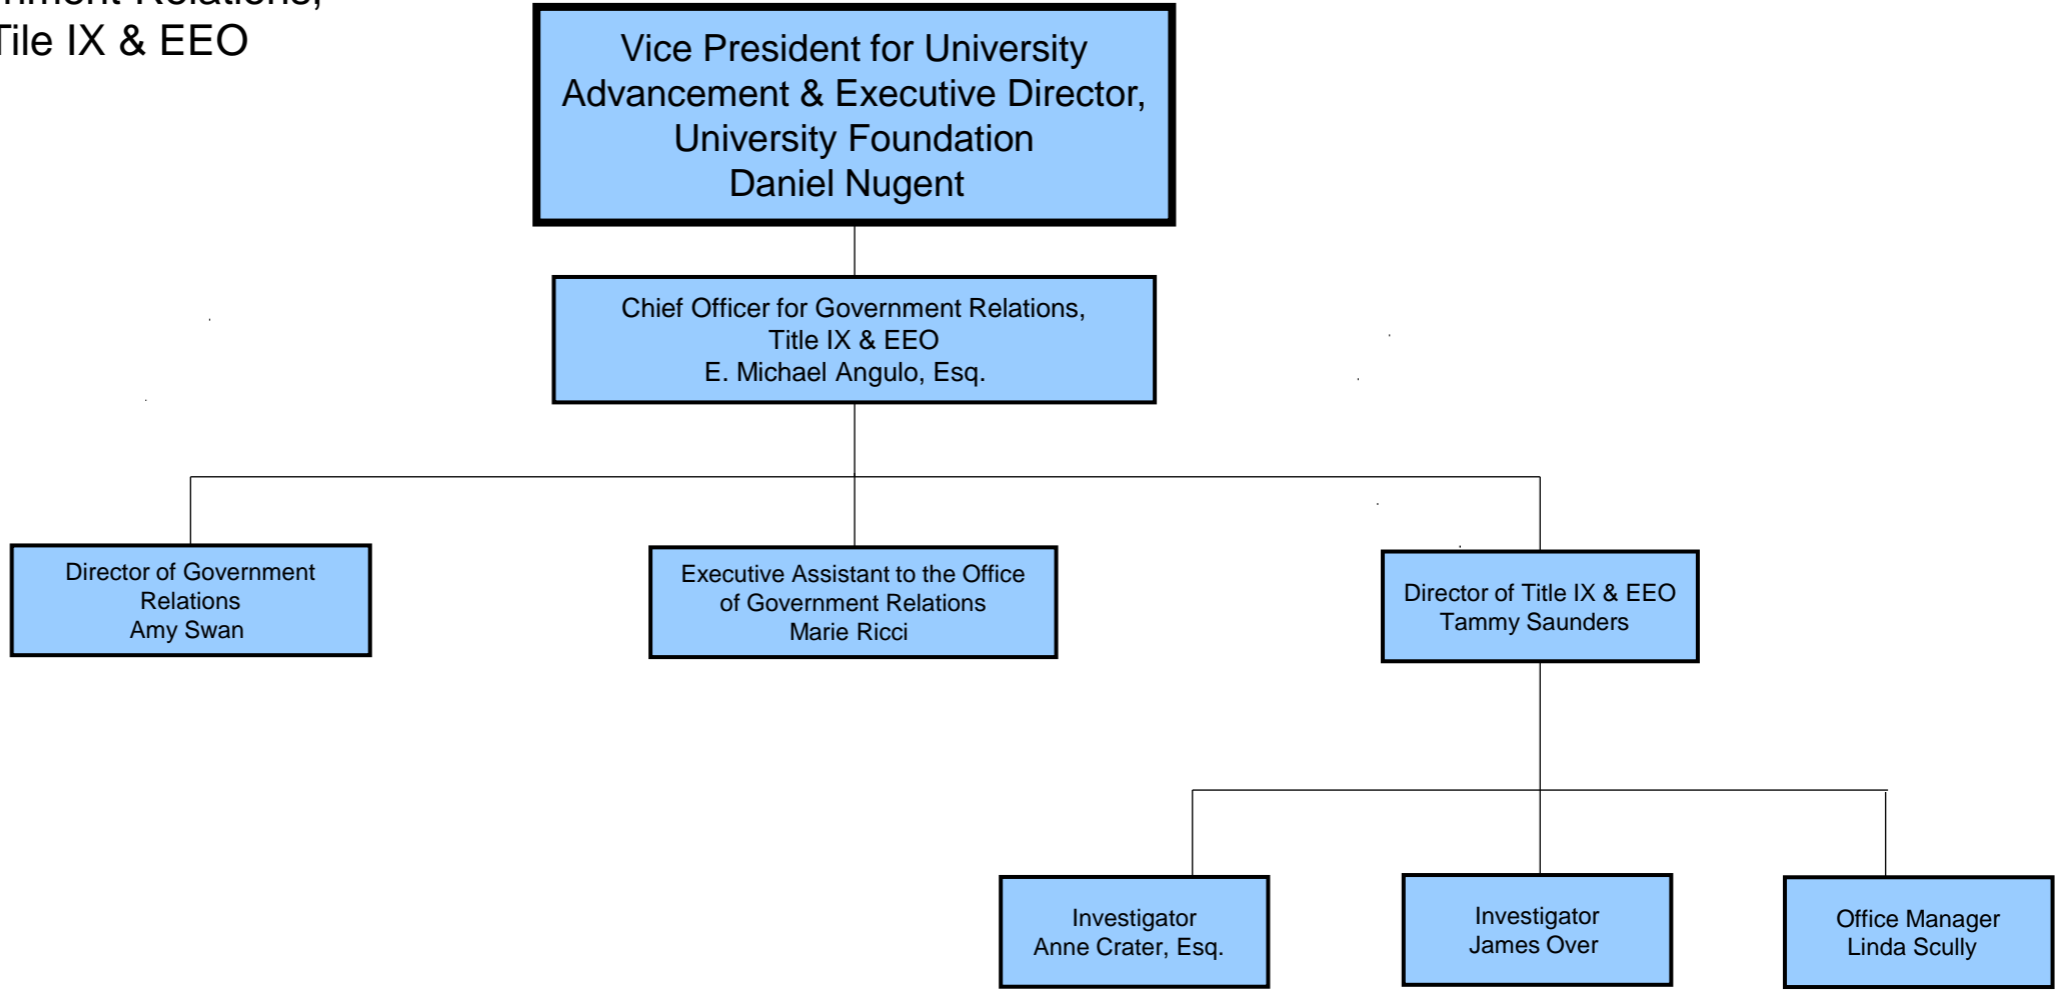 Relations,
Tile IX & EEO
Vice President for University
Advancement & Executive Director,
University Foundation
Daniel Nugent
Chief Officer for Government Relations,
Title IX & EEO
E. Michael Angulo, Esq.
Director of Government
Relations
Amy Swan
Executive Assistant to the Office
of Government Relations
Marie Ricci
Director of Title IX & EEO
Tammy Saunders
Investigator
Anne Crater, Esq.
Investigator
James Over
Office Manager
Linda Scully